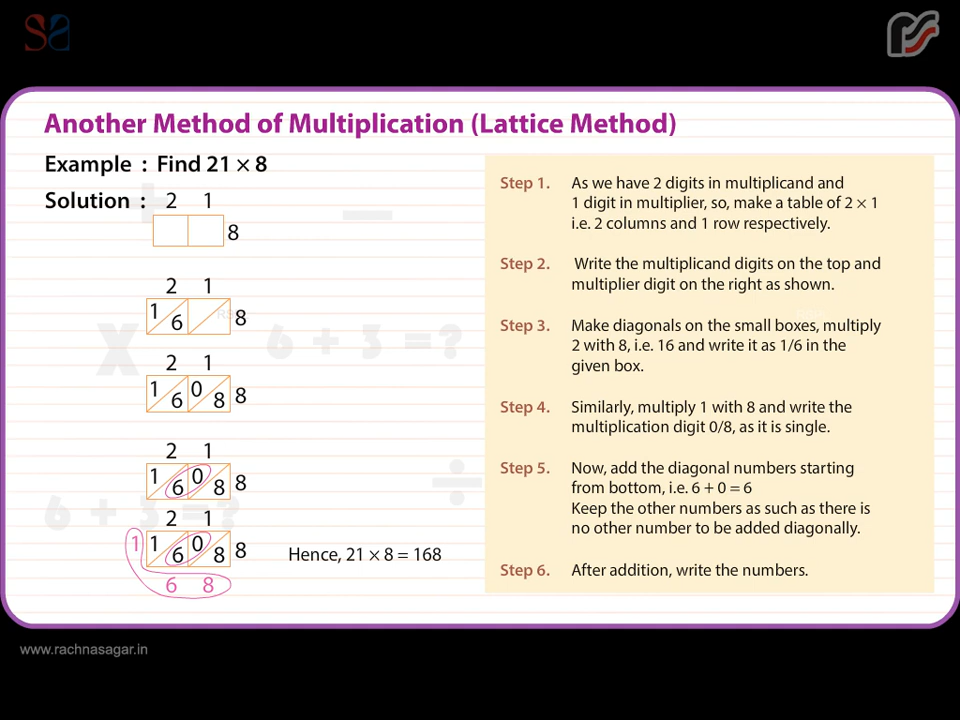 Another Method of Multiplication (Lattice Method)
Example : Find 21 × 8
Solution : 2 1
8
2 1
1 6 8
2 1
1 6 0 8 8
2 1
1 6 0 8 8
2 1
1 1 6 0 8 8
6 8
Hence, 21 × 8 = 168
Step 1. As we have 2 digits in multiplicand and
1 digit in multiplier, so, make a table of 2 × 1
i.e. 2 columns and 1 row respectively.
Step 2. Write the multiplicand digits on the top and
multiplier digit on the right as shown.
Step 3. Make diagonals on the small boxes, multiply
2 with 8, i.e. 16 and write it as 1/6 in the
given box.
Step 4. Similarly, multiply 1 with 8 and write the
multiplication digit 0/8, as it is single.
Step 5. Now, add the diagonal numbers starting
from bottom, i.e. 6 + 0 = 6
Keep the other numbers as such as there is
no other number to be added diagonally.
Step 6. After addition, write the numbers.
+ −
x 6 + 3 =?
6 + 3 =? ÷
www.rachnasagar.in